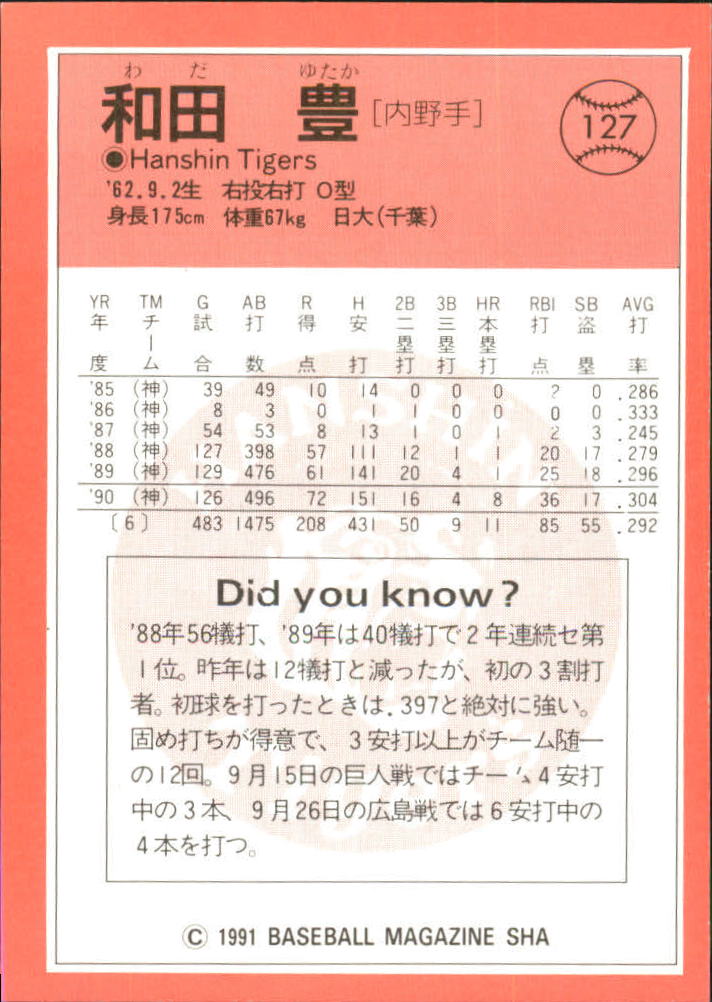 わだ ゆたか
和田 豊 [内野手] 127
●Hanshin Tigers
'62.9.2生 右投右打 O型
身長175cm 体重67kg 日大(千葉)
YR TM G AB R H 2B 3B HR RBI SB AVG
年度 チーム 試合 打数 得点 安打 二塁打 三塁打 本塁打 打点 盗塁 打率
'85 (神) 39 49 10 14 0 0 0 2 0 .286
'86 (神) 8 3 0 1 1 0 0 0 0 .333
'87 (神) 54 53 8 13 1 0 1 2 3 .245
'88 (神) 127 398 57 111 12 1 1 20 17 .279
'89 (神) 129 476 61 141 20 4 1 25 18 .296
'90 (神) 126 496 72 151 16 4 8 36 17 .304
[6] 483 1475 208 431 50 9 11 85 55 .292
HANSHIN
Did you know?
'88年56犠打、'89年は40犠打で2年連続セ第
1位。昨年は12犠打と減ったが、初の3割打
者。初球を打ったときは.397と絶対に強い。
固め打ちが得意で、3安打以上がチーム随一
の12回。9月15日の巨人戦ではチーム4安打
中の3本、9月26日の広島戦では6安打中の
4本を打つ。
TIGERS
© 1991 BASEBALL MAGAZINE SHA